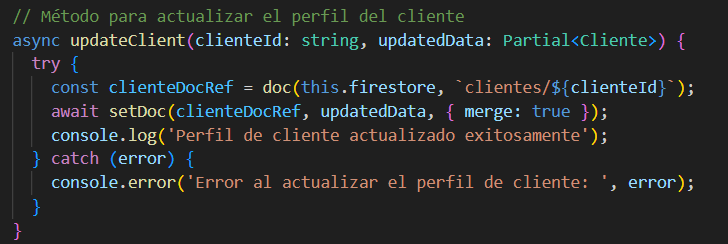 // Método para actualizar el perfil del cliente
async updateClient(clienteId: string, updatedData: Partial<Cliente>) {
  try {
    const clienteDocRef = doc(this.firestore, `clientes/${clienteId}`);
    await setDoc(clienteDocRef, updatedData, { merge: true });
    console.log('Perfil de cliente actualizado exitosamente');
  } catch (error) {
    console.error('Error al actualizar el perfil de cliente: ', error);
  }
}